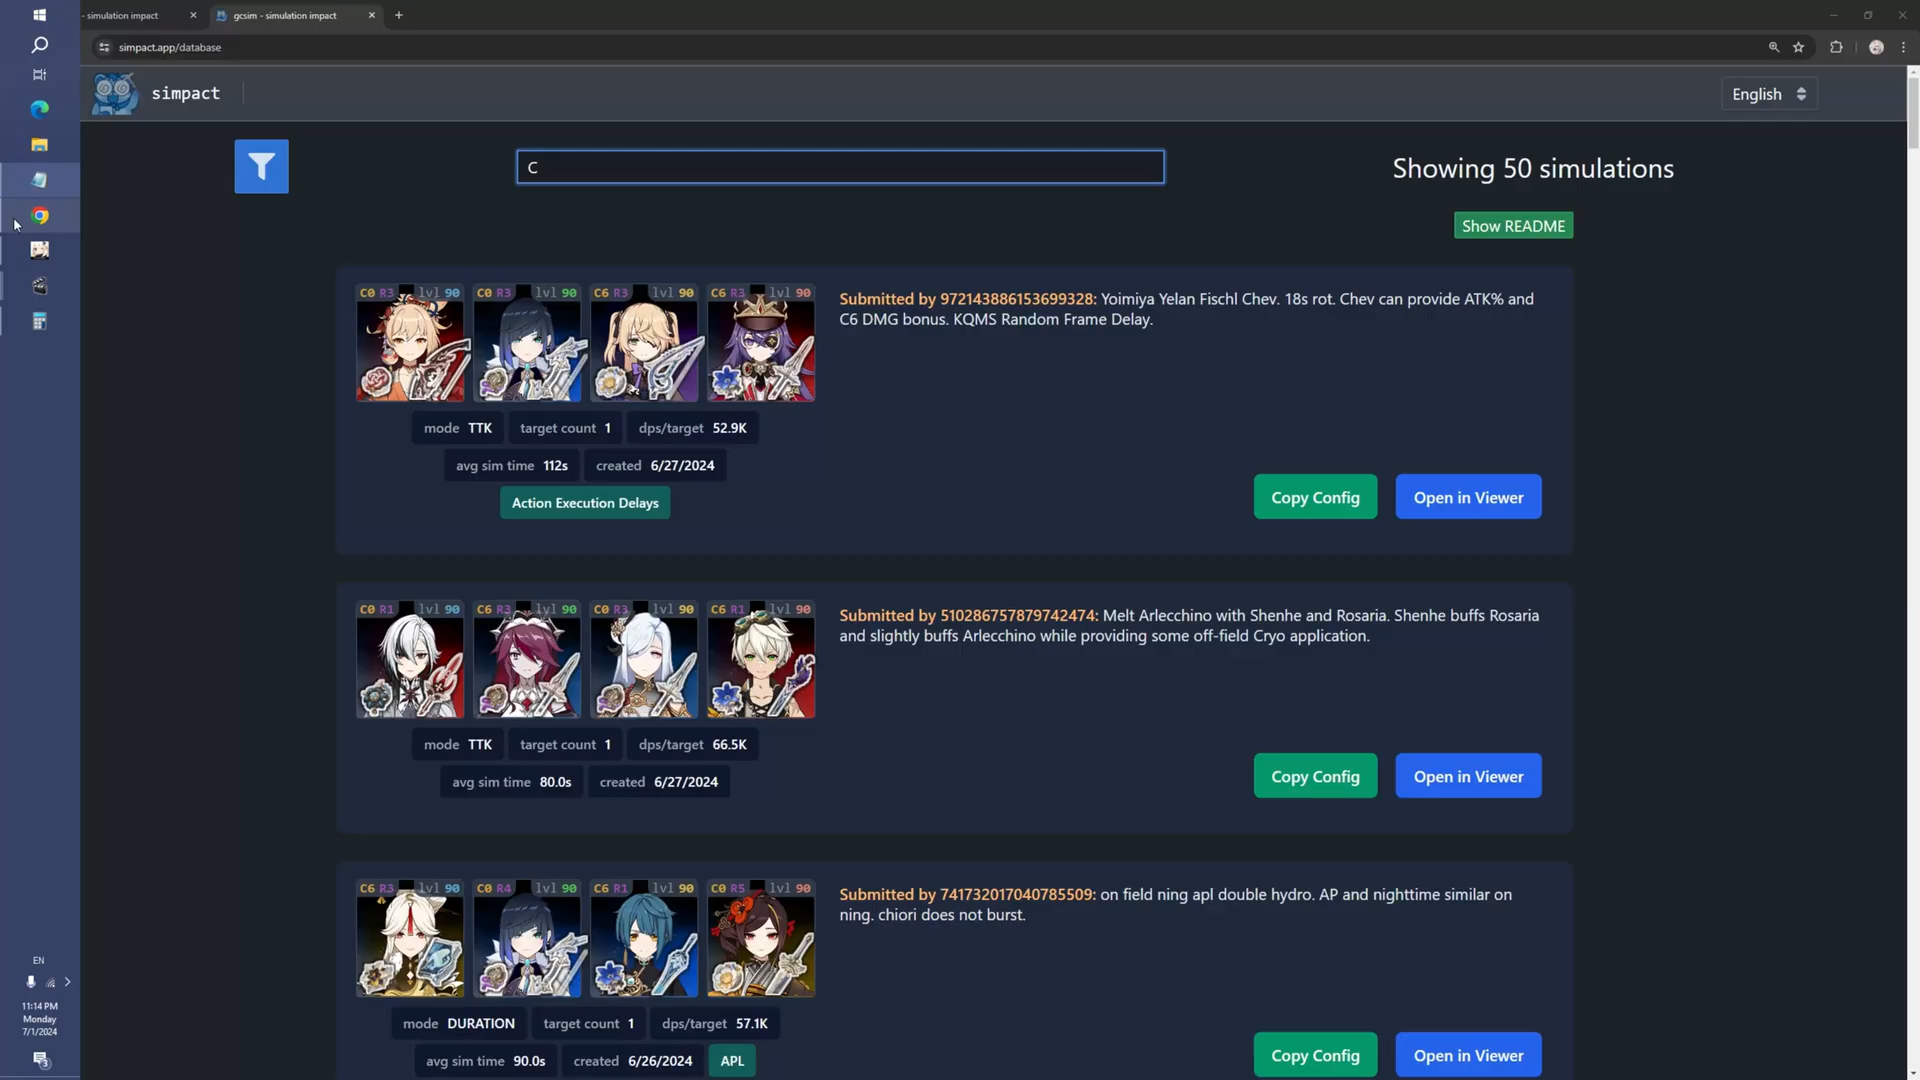 - simulation impact
gcsim - simulation impact
simpact.app/database
simpact
English
C
Showing 50 simulations
Show README
C0 R3 lvl 90
C0 R3 lvl 90
C6 R3 lvl 90
C6 R3 lvl 90
Submitted by 972143886153699328: Yoimiya Yelan Fischl Chev. 18s rot. Chev can provide ATK% and
C6 DMG bonus. KQMS Random Frame Delay.
mode TTK
target count 1
dps/target 52.9K
avg sim time 112s
created 6/27/2024
Action Execution Delays
Copy Config
Open in Viewer
C0 R1 lvl 90
C6 R3 lvl 90
C0 R3 lvl 90
C6 R1 lvl 90
Submitted by 510286757879742474: Melt Arlecchino with Shenhe and Rosaria. Shenhe buffs Rosaria
and slightly buffs Arlecchino while providing some off-field Cryo application.
mode TTK
target count 1
dps/target 66.5K
avg sim time 80.0s
created 6/27/2024
Copy Config
Open in Viewer
C6 R3 lvl 90
C0 R4 lvl 90
C6 R1 lvl 90
C0 R5 lvl 90
Submitted by 741732017040785509: on field ning apl double hydro. AP and nighttime similar on
ning. chiori does not burst.
mode DURATION
target count 1
dps/target 57.1K
avg sim time 90.0s
created 6/26/2024
APL
Copy Config
Open in Viewer
EN
11:14 PM
Monday
7/1/2024
3